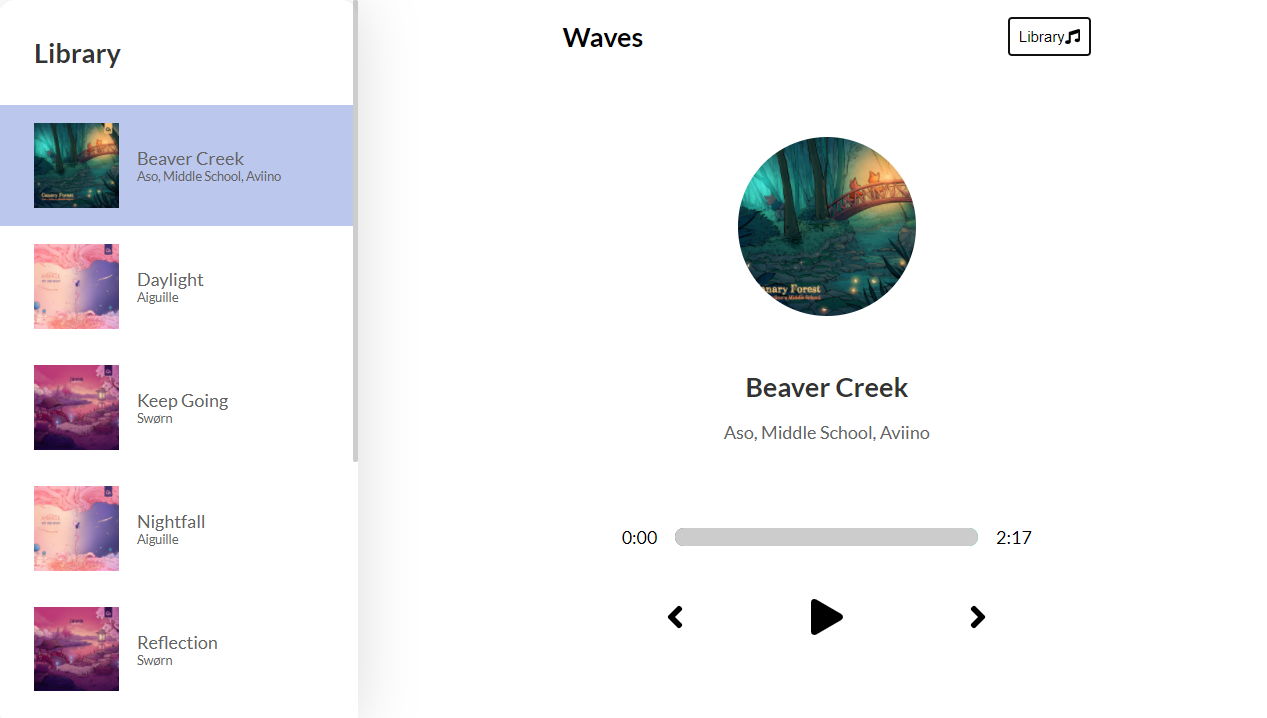 Library
Beaver Creek
Aso, Middle School, Aviino
Daylight
Aiguille
Keep Going
Swørn
Nightfall
Aiguille
Reflection
Swørn
Waves
Library
Beaver Creek
Aso, Middle School, Aviino
0:00
2:17